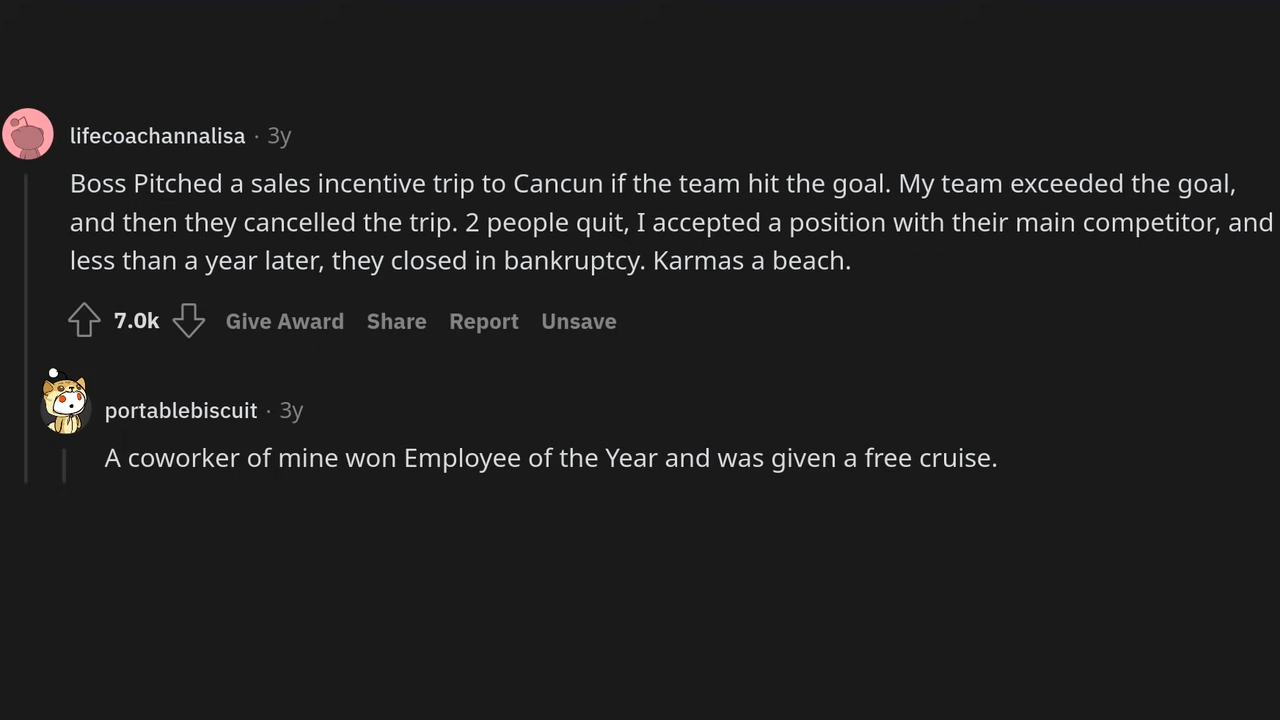 lifecoachannalisa · 3y
Boss Pitched a sales incentive trip to Cancun if the team hit the goal. My team exceeded the goal,
and then they cancelled the trip. 2 people quit, I accepted a position with their main competitor, and
less than a year later, they closed in bankruptcy. Karmas a beach.
7.0k Give Award Share Report Unsave
portablebiscuit · 3y
A coworker of mine won Employee of the Year and was given a free cruise.